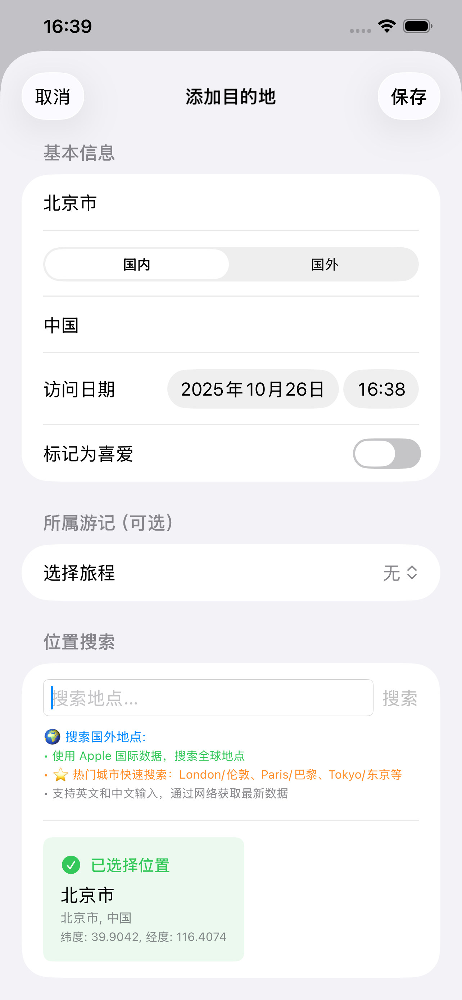 16:39
取消 添加目的地 保存
基本信息
北京市
国内 国外
中国
访问日期 2025年10月26日 16:38
标记为喜爱
所属游记 (可选)
选择旅程 无
位置搜索
搜索地点... 搜索
🌍 搜索国外地点:
• 使用 Apple 国际数据，搜索全球地点
• ⭐ 热门城市快速搜索：London/伦敦、Paris/巴黎、Tokyo/东京等
• 支持英文和中文输入，通过网络获取最新数据
已选择位置
北京市
北京市, 中国
纬度: 39.9042, 经度: 116.4074